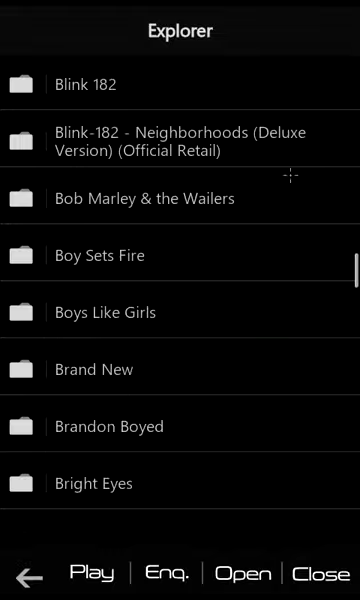 Explorer
Blink 182
Blink-182 - Neighborhoods (Deluxe
Version) (Official Retail)
Bob Marley & the Wailers
Boy Sets Fire
Boys Like Girls
Brand New
Brandon Boyed
Bright Eyes
Play
Enq.
Open
Close